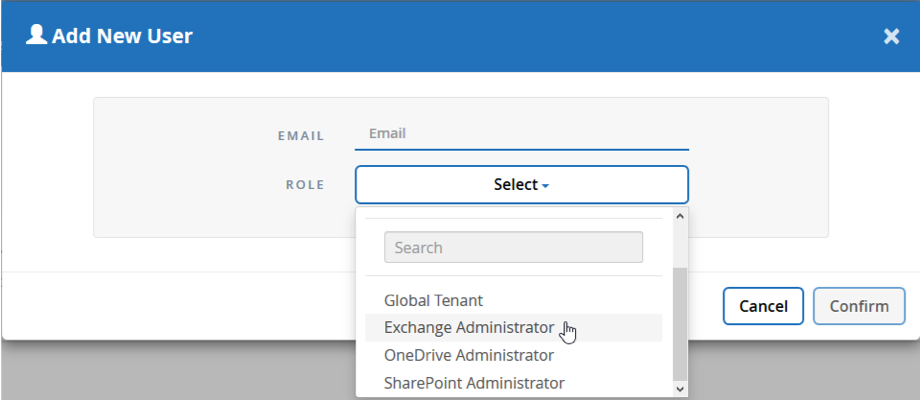 Add New User
EMAIL
Email
ROLE
Select
Search
Global Tenant
Exchange Administrator
OneDrive Administrator
SharePoint Administrator
Cancel
Confirm